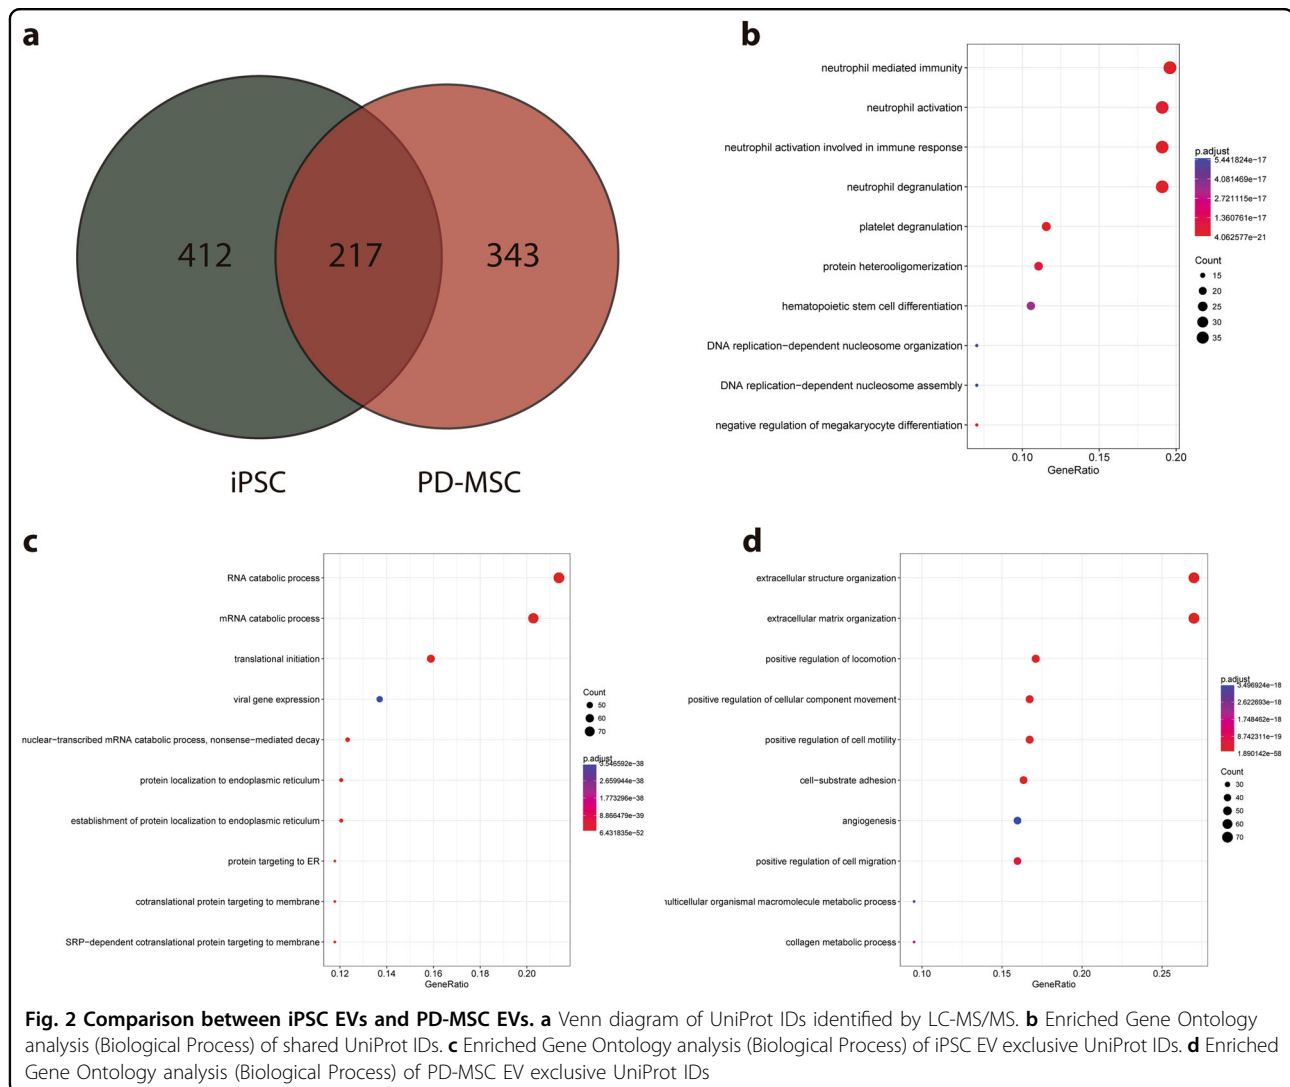 a
412
217
343
iPSC
PD-MSC
b
neutrophil mediated immunity
neutrophil activation
neutrophil activation involved in immune response
neutrophil degranulation
platelet degranulation
protein heterooligomerization
hematopoietic stem cell differentiation
DNA replication−dependent nucleosome organization
DNA replication−dependent nucleosome assembly
negative regulation of megakaryocyte differentiation
0.10
0.15
0.20
GeneRatio
p.adjust
5.441824e−17
4.081469e−17
2.721115e−17
1.360761e−17
4.062577e−21
Count
15
20
25
30
35
c
RNA catabolic process
mRNA catabolic process
translational initiation
viral gene expression
nuclear−transcribed mRNA catabolic process, nonsense−mediated decay
protein localization to endoplasmic reticulum
establishment of protein localization to endoplasmic reticulum
protein targeting to ER
cotranslational protein targeting to membrane
SRP−dependent cotranslational protein targeting to membrane
0.12
0.14
0.16
0.18
0.20
GeneRatio
Count
50
60
70
p.adjust
3.546592e−38
2.659944e−38
1.773296e−38
8.866479e−39
6.431835e−52
d
extracellular structure organization
extracellular matrix organization
positive regulation of locomotion
positive regulation of cellular component movement
positive regulation of cell motility
cell−substrate adhesion
angiogenesis
positive regulation of cell migration
multicellular organismal macromolecule metabolic process
collagen metabolic process
0.10
0.15
0.20
0.25
GeneRatio
p.adjust
3.496924e−18
2.622693e−18
1.748462e−18
8.742311e−19
1.890142e−58
Count
30
40
50
60
70
Fig. 2 Comparison between iPSC EVs and PD-MSC EVs. a Venn diagram of UniProt IDs identified by LC-MS/MS. b Enriched Gene Ontology
analysis (Biological Process) of shared UniProt IDs. c Enriched Gene Ontology analysis (Biological Process) of iPSC EV exclusive UniProt IDs. d Enriched
Gene Ontology analysis (Biological Process) of PD-MSC EV exclusive UniProt IDs